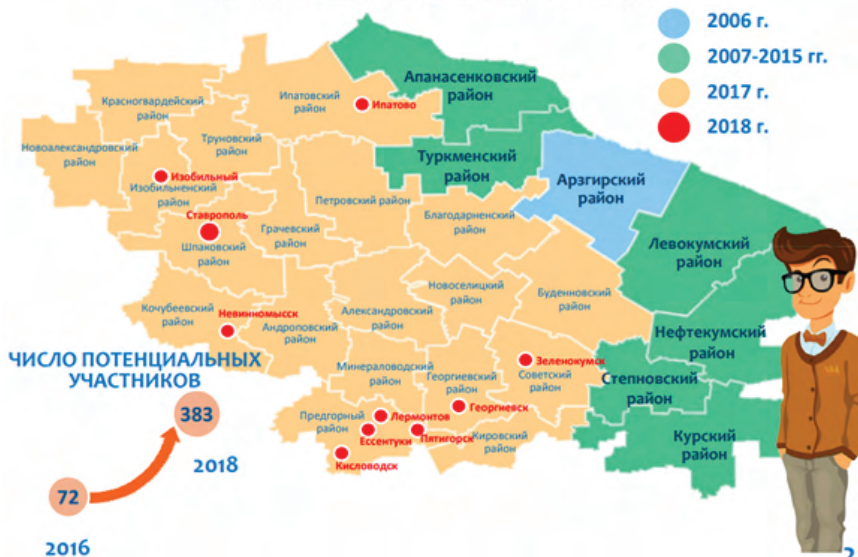 2006 г.
2007-2015 гг.
2017 г.
2018 г.
Апанасенковский
район
Ипатовский
район
Ипатово
Красногвардейский
район
Новоалександровский
район
Труновский
район
Туркменский
район
Арзгирский
район
Изобильный
Изобильненский
район
Петровский район
Благодарненский
район
Ставрополь
Шпаковский
район
Грачевский
район
Левокумский
район
Кочубеевский
район
Невинномысск
Андроповский
район
Александровский
район
Новоселицкий
район
Буденновский
район
Нефтекумский
район
ЧИСЛО ПОТЕНЦИАЛЬНЫХ
УЧАСТНИКОВ
Минераловодский
район
Георгиевский
район
Зеленокумск
Советский
район
Степновский
район
Предгорный
район
Лермонтов
Георгиевск
Ессентуки
Пятигорск
Кировский
район
Кисловодск
Курский
район
383
2018
72
2016
3